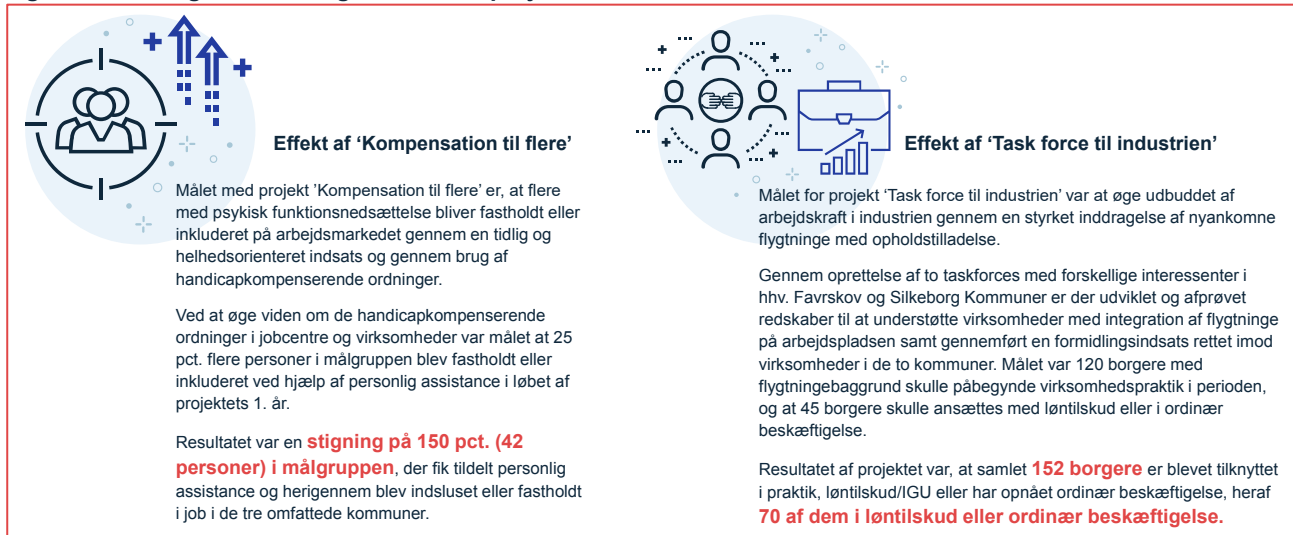 Effekt af ‘Kompensation til flere’
Målet med projekt ’Kompensation til flere’ er, at flere
med psykisk funktionsnedsættelse bliver fastholdt eller
inkluderet på arbejdsmarkedet gennem en tidlig og
helhedsorienteret indsats og gennem brug af
handicapkompenserende ordninger.
Ved at øge viden om de handicapkompenserende
ordninger i jobcentre og virksomheder var målet at 25
pct. flere personer i målgruppen blev fastholdt eller
inkluderet ved hjælp af personlig assistance i løbet af
projektets 1. år.
Resultatet var en stigning på 150 pct. (42
personer) i målgruppen, der fik tildelt personlig
assistance og herigennem blev indsluset eller fastholdt
i job i de tre omfattede kommuner.
Effekt af ‘Task force til industrien’
Målet for projekt ‘Task force til industrien’ var at øge udbuddet af
arbejdskraft i industrien gennem en styrket inddragelse af nyankomne
flygtninge med opholdstilladelse.
Gennem oprettelse af to taskforces med forskellige interessenter i
hhv. Favrskov og Silkeborg Kommuner er der udviklet og afprøvet
redskaber til at understøtte virksomheder med integration af flygtninge
på arbejdspladsen samt gennemført en formidlingsindsats rettet imod
virksomheder i de to kommuner. Målet var 120 borgere med
flygtningebaggrund skulle påbegynde virksomhedspraktik i perioden,
og at 45 borgere skulle ansættes med løntilskud eller i ordinær
beskæftigelse.
Resultatet af projektet var, at samlet 152 borgere er blevet tilknyttet
i praktik, løntilskud/IGU eller har opnået ordinær beskæftigelse, heraf
70 af dem i løntilskud eller ordinær beskæftigelse.